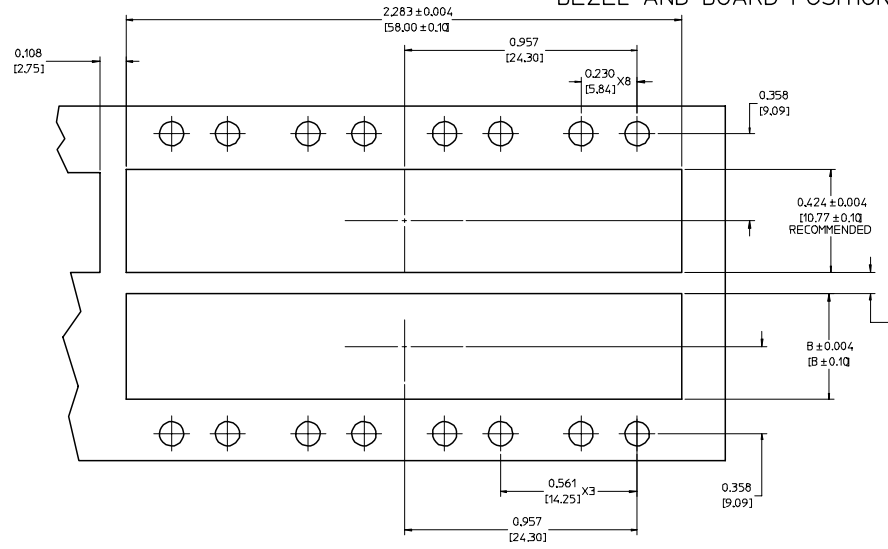 BEZEL AND BOARD POSITION
2.283±0.004
[58.00±0.10]
0.957
[24.30]
0.108
[2.75]
0.230 X8
[5.84]
0.358
[9.09]
0.424±0.004
[10.77±0.10]
RECOMMENDED
B±0.004
[B±0.10]
0.561 X3
[14.25]
0.358
[9.09]
0.957
[24.30]